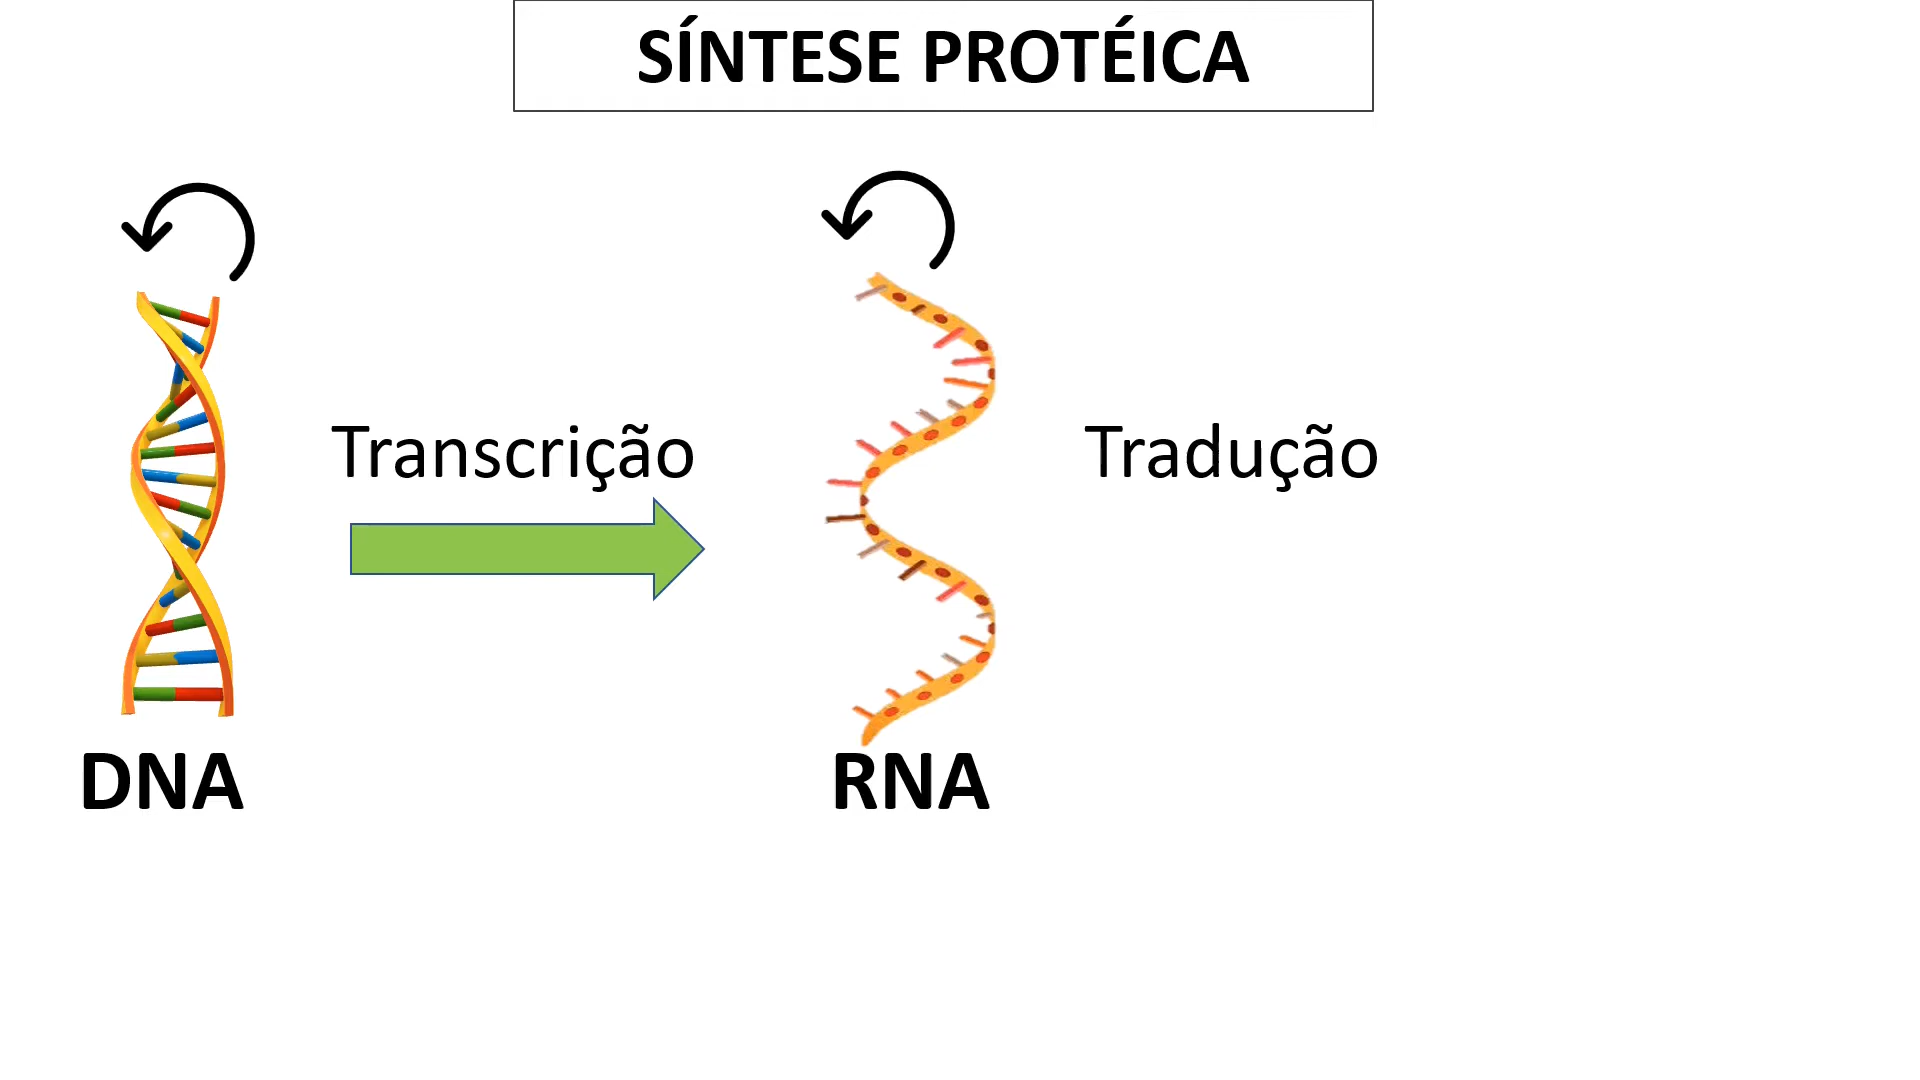 SÍNTESE PROTÉICA
Transcrição
Tradução
DNA
RNA